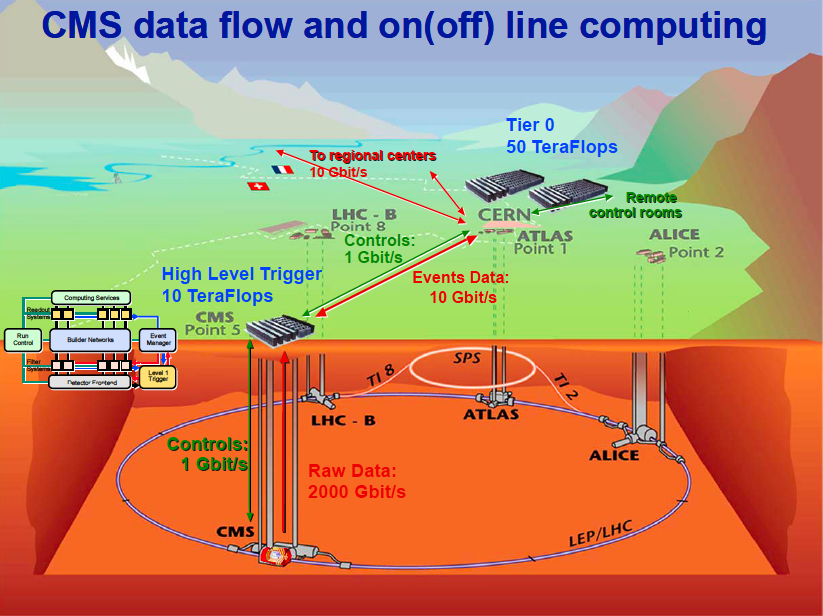 CMS data flow and on(off) line computing
Tier 0
50 TeraFlops
To regional centers
10 Gbit/s
Remote
control rooms
LHC - B
Point 8
CERN
ATLAS
Point 1
ALICE
Point 2
Controls:
1 Gbit/s
Events Data:
10 Gbit/s
High Level Trigger
10 TeraFlops
CMS
Point 5
Computing Services
Readout
Systems
Run
Control
Builder Networks
Event
Manager
Filter
Systems
Level 1
Trigger
Detector Frontend
SPS
TI 8
TI 2
LHC - B
ATLAS
ALICE
Controls:
1 Gbit/s
Raw Data:
2000 Gbit/s
CMS
LEP/LHC